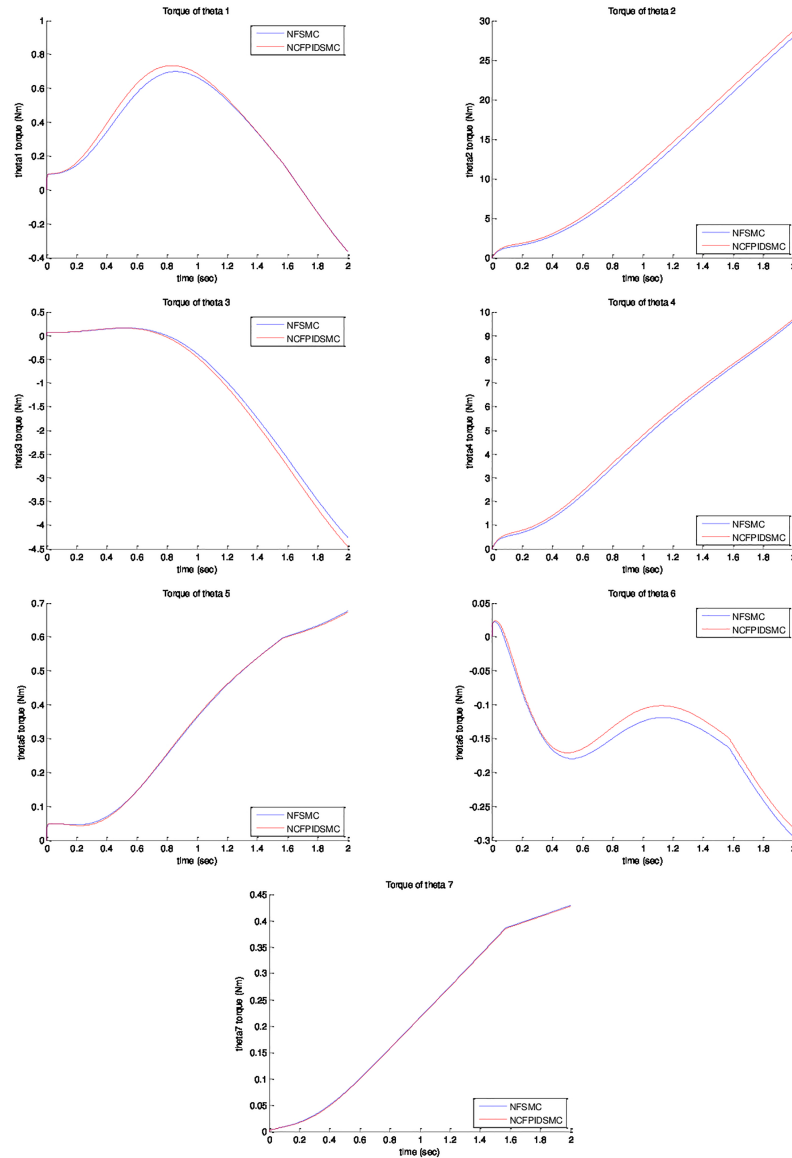 Torque of theta 1
theta1 torque (Nm)
1
0.8
0.6
0.4
0.2
0
-0.2
-0.4
0 0.2 0.4 0.6 0.8 1 1.2 1.4 1.6 1.8 2
time (sec)
NFSMC
NCFPIDSMC
Torque of theta 2
theta2 torque (Nm)
30
25
20
15
10
5
0
0 0.2 0.4 0.6 0.8 1 1.2 1.4 1.6 1.8 2
time (sec)
NFSMC
NCFPIDSMC
Torque of theta 3
theta3 torque (Nm)
0.5
0
-0.5
-1
-1.5
-2
-2.5
-3
-3.5
-4
-4.5
0 0.2 0.4 0.6 0.8 1 1.2 1.4 1.6 1.8 2
time (sec)
NFSMC
NCFPIDSMC
Torque of theta 4
theta4 torque (Nm)
10
9
8
7
6
5
4
3
2
1
0
0 0.2 0.4 0.6 0.8 1 1.2 1.4 1.6 1.8 2
time (sec)
NFSMC
NCFPIDSMC
Torque of theta 5
theta5 torque (Nm)
0.7
0.6
0.5
0.4
0.3
0.2
0.1
0
0 0.2 0.4 0.6 0.8 1 1.2 1.4 1.6 1.8 2
time (sec)
NFSMC
NCFPIDSMC
Torque of theta 6
theta6 torque (Nm)
0.05
0
-0.05
-0.1
-0.15
-0.2
-0.25
-0.3
0 0.2 0.4 0.6 0.8 1 1.2 1.4 1.6 1.8 2
time (sec)
NFSMC
NCFPIDSMC
Torque of theta 7
theta7 torque (Nm)
0.45
0.4
0.35
0.3
0.25
0.2
0.15
0.1
0.05
0
0 0.2 0.4 0.6 0.8 1 1.2 1.4 1.6 1.8 2
time (sec)
NFSMC
NCFPIDSMC